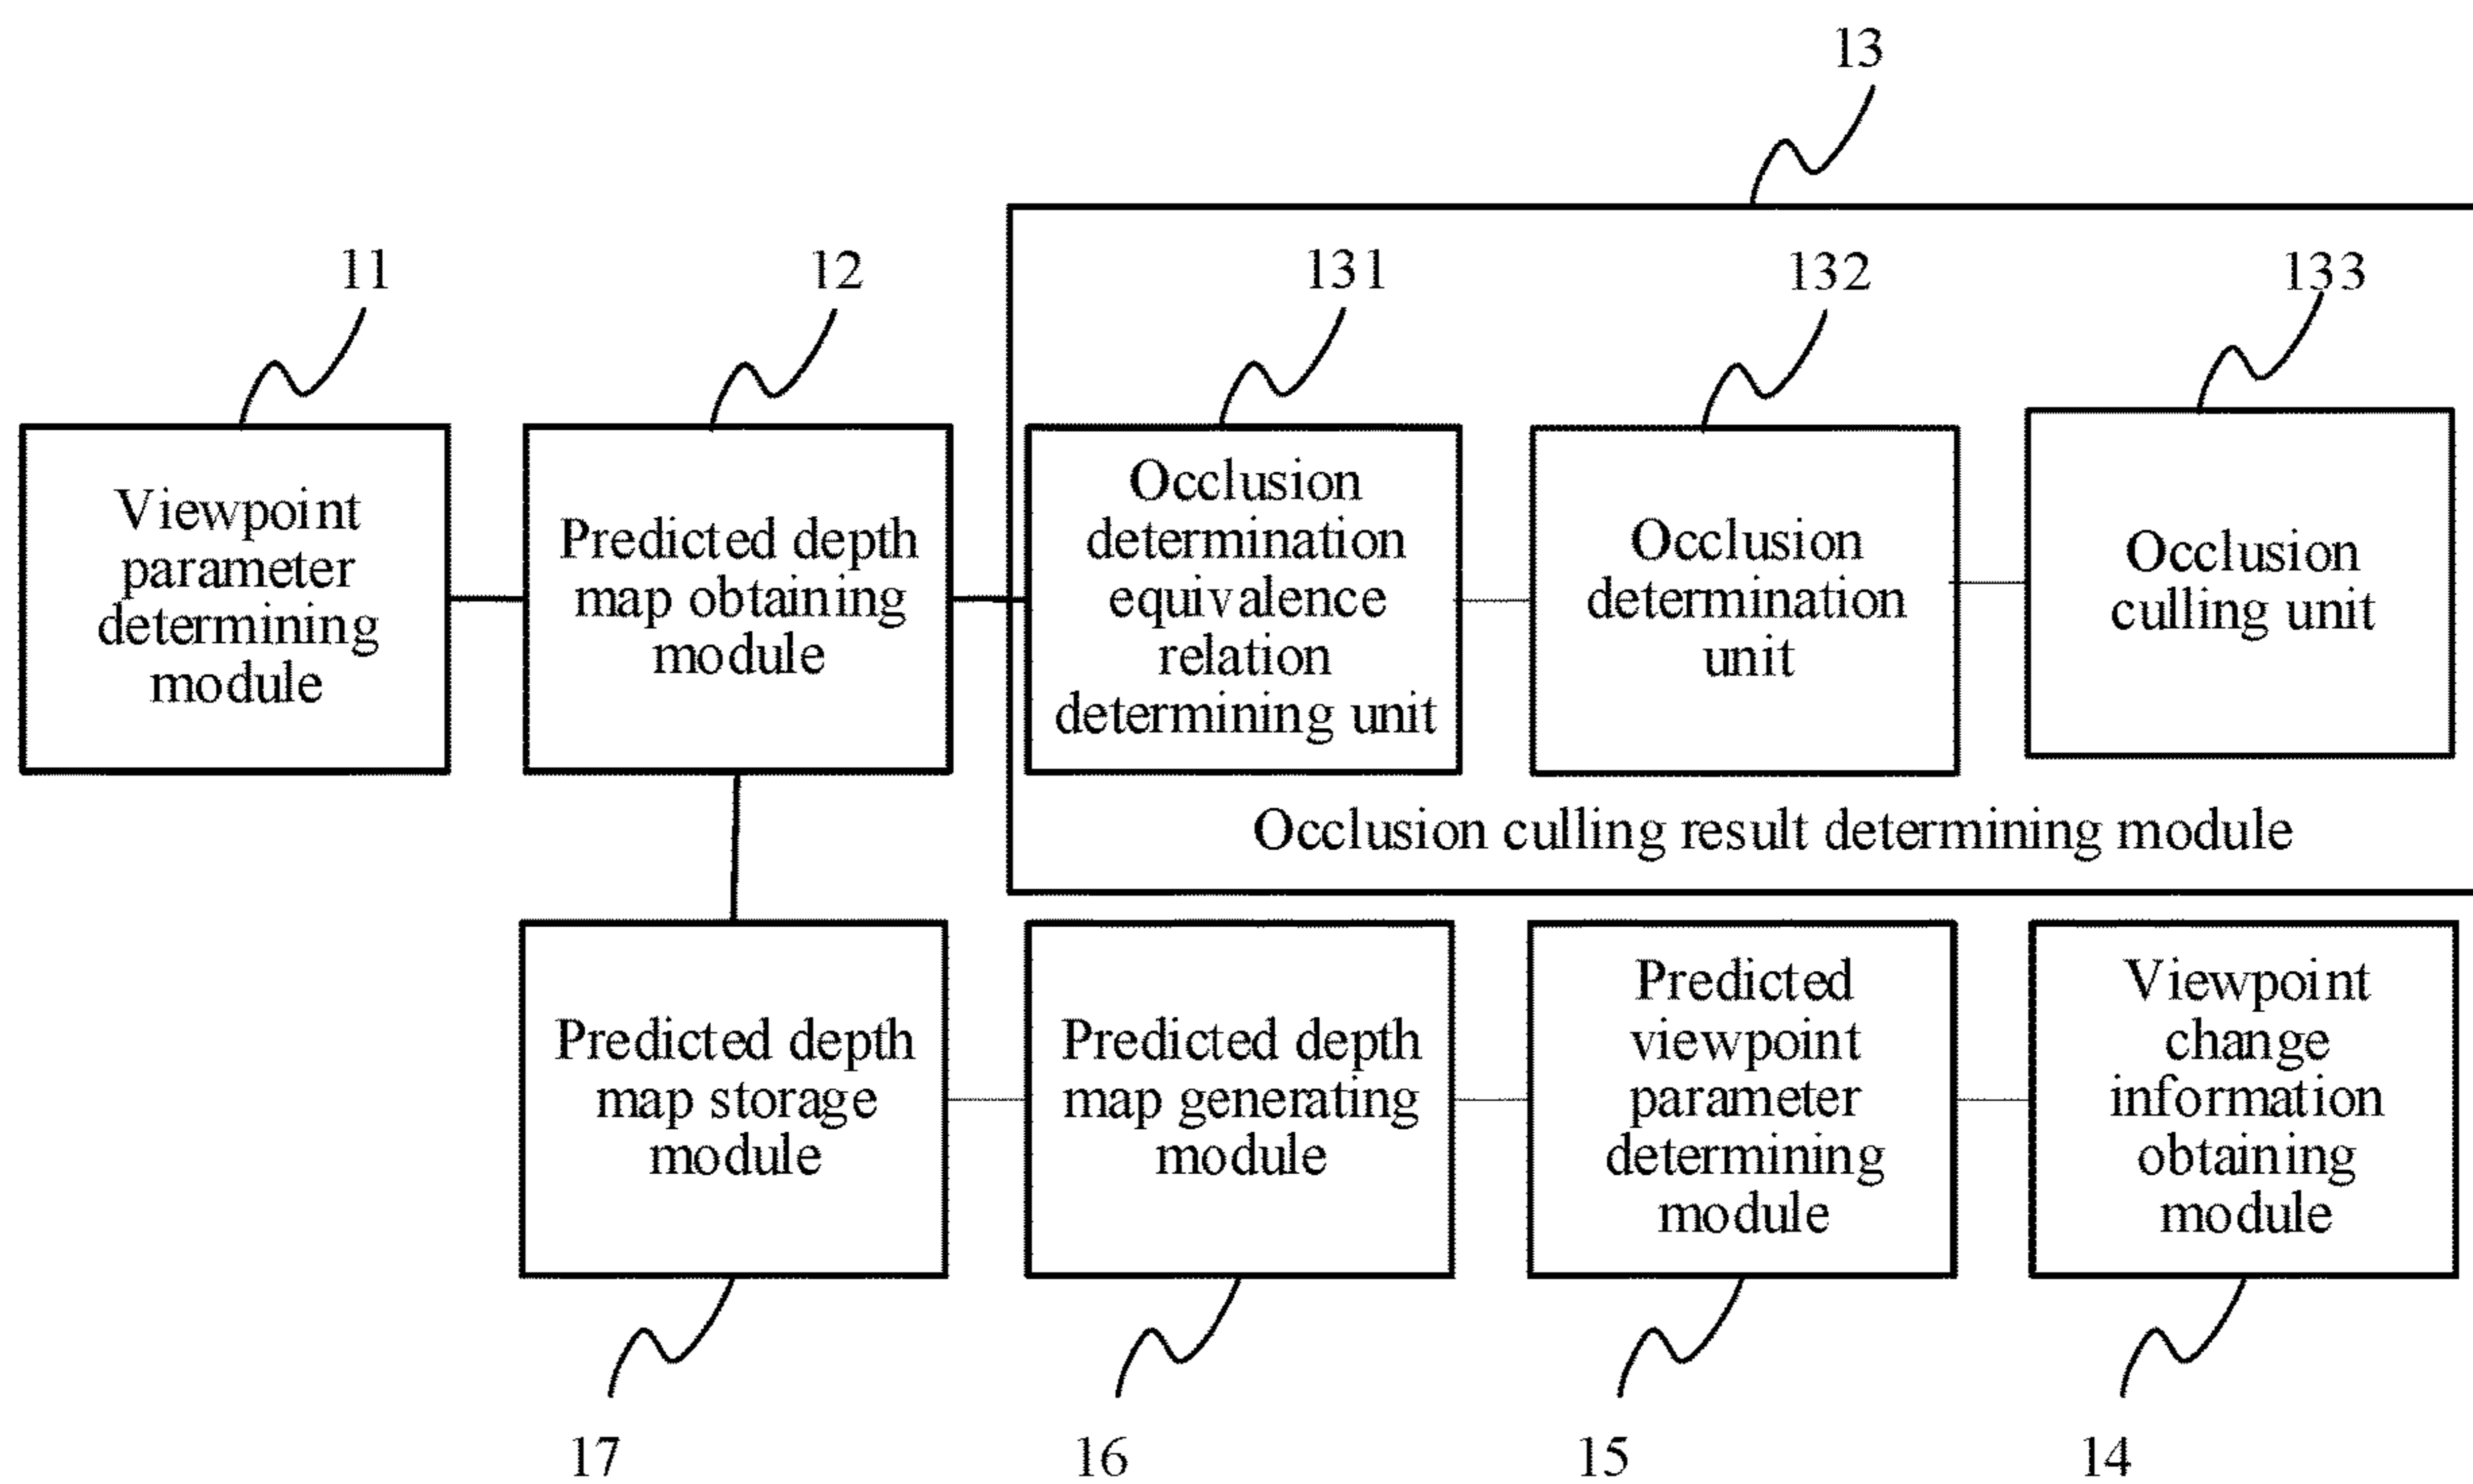 13
11
12
131
132
133
Viewpoint
parameter
determining
module
Predicted depth
map obtaining
module
Occlusion
determination
equivalence
relation
determining unit
Occlusion
determination
unit
Occlusion
culling unit
Occlusion culling result determining module
Predicted depth
map storage
module
Predicted depth
map generating
module
Predicted
viewpoint
parameter
determining
module
Viewpoint
change
information
obtaining
module
17
16
15
14